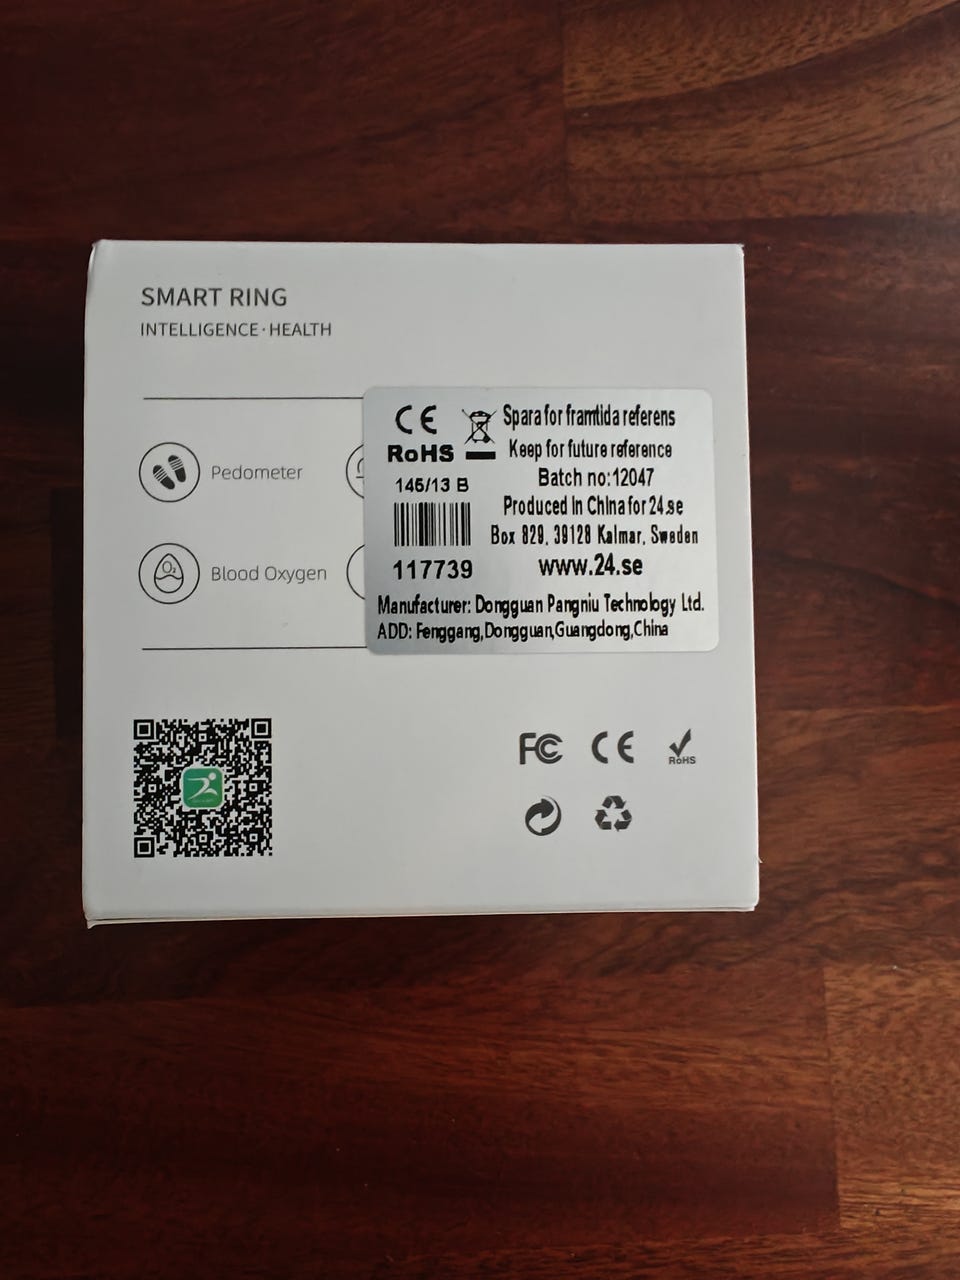 SMART RING
INTELLIGENCE·HEALTH
Pedometer
Blood Oxygen
O₂
CE
RoHS
146/13 B
117739
Spara for framtida referens
Keep for future reference
Batch no:12047
Produced In China for 24.se
Box 829, 39128 Kalmar, Sweden
www.24.se
Manufacturer: Dongguan Pangniu Technology Ltd.
ADD: Fenggang,Dongguan,Guangdong,China
FC CE RoHS